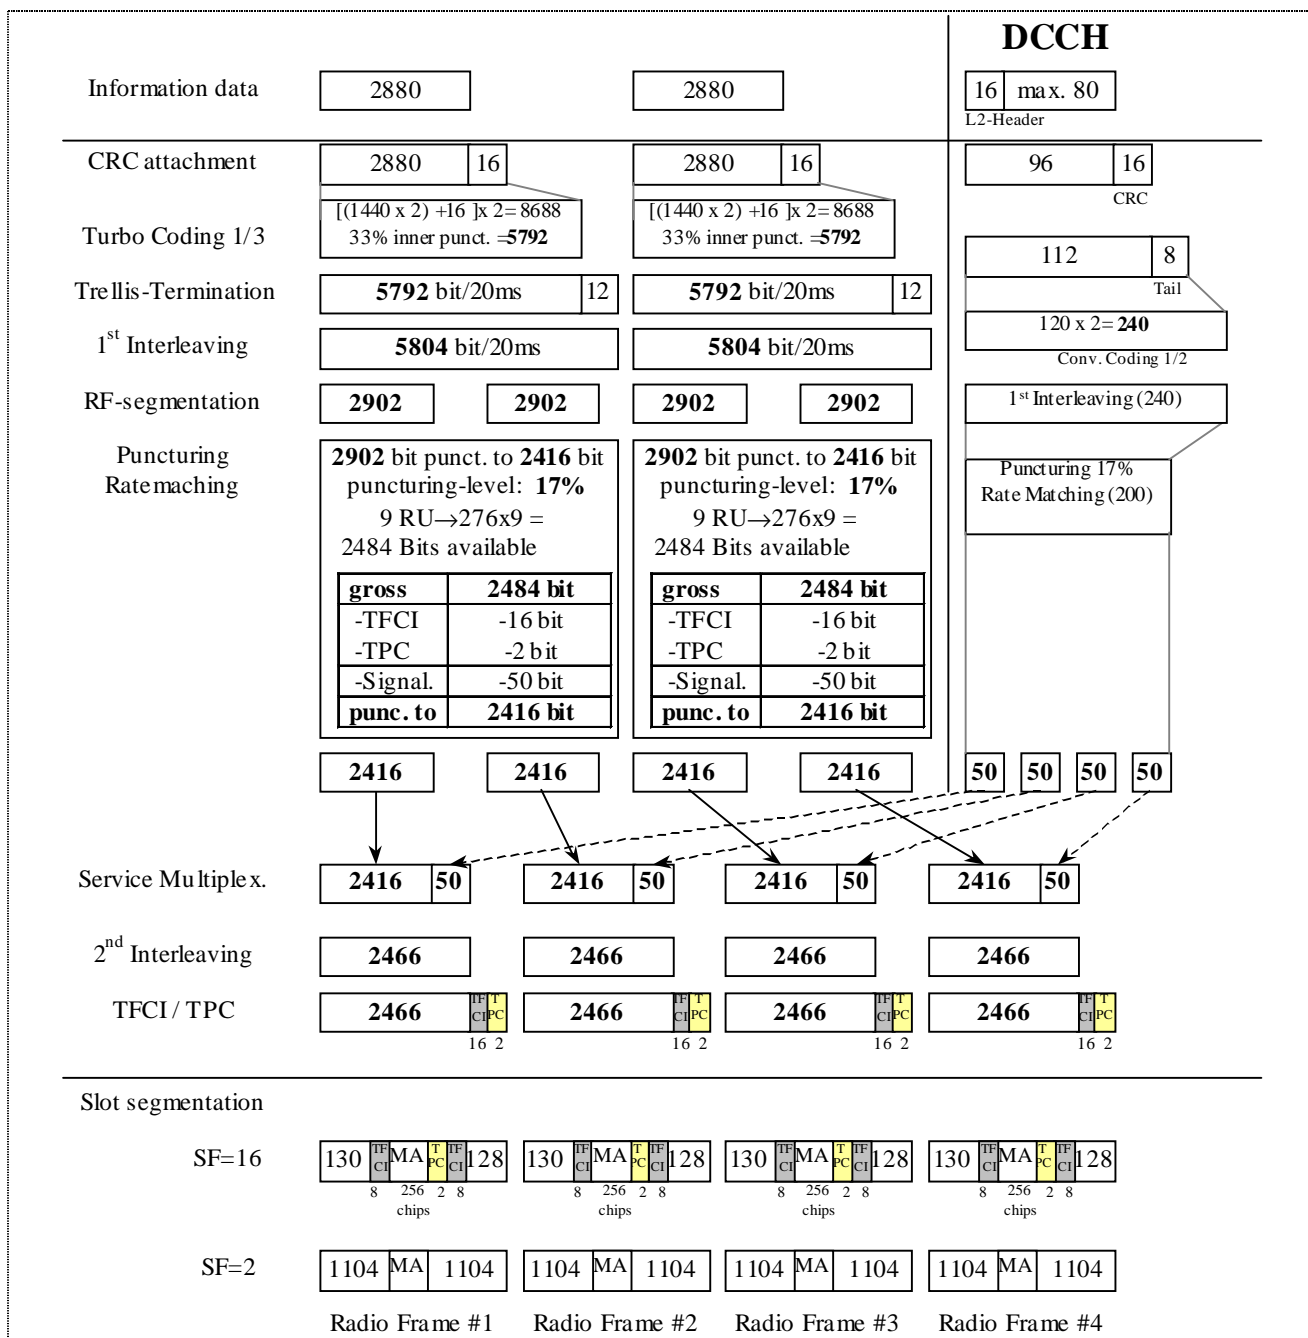 DCCH
Information data 2880 2880 16 max. 80
L2-Header
CRC attachment 2880 16 2880 16 96 16
CRC
[(1440 x 2) +16 ]x 2= 8688 [(1440 x 2) +16 ]x 2= 8688
Turbo Coding 1/3 33% inner punct. =5792 33% inner punct. =5792
112 8
Tail
Trellis-Termination 5792 bit/20ms 12 5792 bit/20ms 12
120 x 2= 240
Conv. Coding 1/2
1st Interleaving 5804 bit/20ms 5804 bit/20ms
RF-segmentation 2902 2902 2902 2902 1st Interleaving (240)
Puncturing 2902 bit punct. to 2416 bit 2902 bit punct. to 2416 bit Puncturing 17%
Ratemaching puncturing-level: 17% puncturing-level: 17% Rate Matching (200)
9 RU→276x9 = 9 RU→276x9 =
2484 Bits available 2484 Bits available
gross 2484 bit gross 2484 bit
-TFCI -16 bit -TFCI -16 bit
-TPC -2 bit -TPC -2 bit
-Signal. -50 bit -Signal. -50 bit
punc. to 2416 bit punc. to 2416 bit
2416 2416 2416 2416 50 50 50 50
Service Multiplex. 2416 50 2416 50 2416 50 2416 50
2nd Interleaving 2466 2466 2466 2466
TFCI / TPC 2466 TFCI TPC 2466 TFCI TPC 2466 TFCI TPC 2466 TFCI TPC
16 2 16 2 16 2 16 2
Slot segmentation
SF=16 130 TFCI MA TPC TFCI 128 130 TFCI MA TPC TFCI 128 130 TFCI MA TPC TFCI 128 130 TFCI MA TPC TFCI 128
8 256 2 8 8 256 2 8 8 256 2 8 8 256 2 8
chips chips chips chips
SF=2 1104 MA 1104 1104 MA 1104 1104 MA 1104 1104 MA 1104
Radio Frame #1 Radio Frame #2 Radio Frame #3 Radio Frame #4